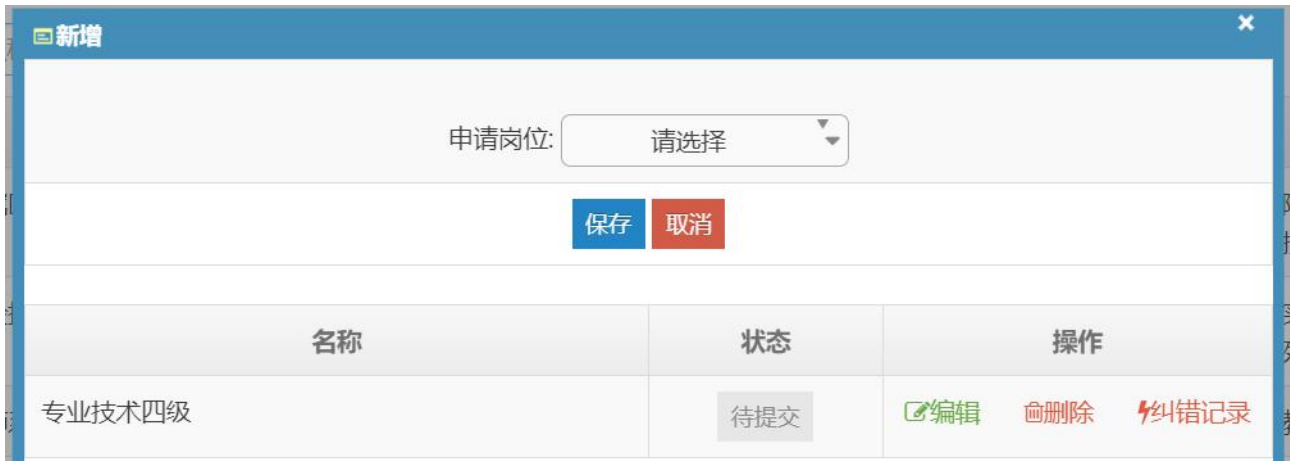 新增
申请岗位: 请选择
保存 取消
名称 状态 操作
专业技术四级 待提交 编辑 删除 纠错记录